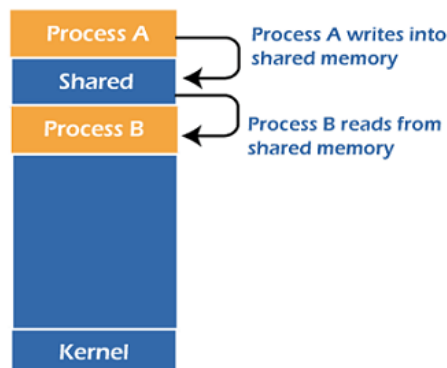 Process A
Process A writes into
shared memory
Shared
Process B
Process B reads from
shared memory
Kernel